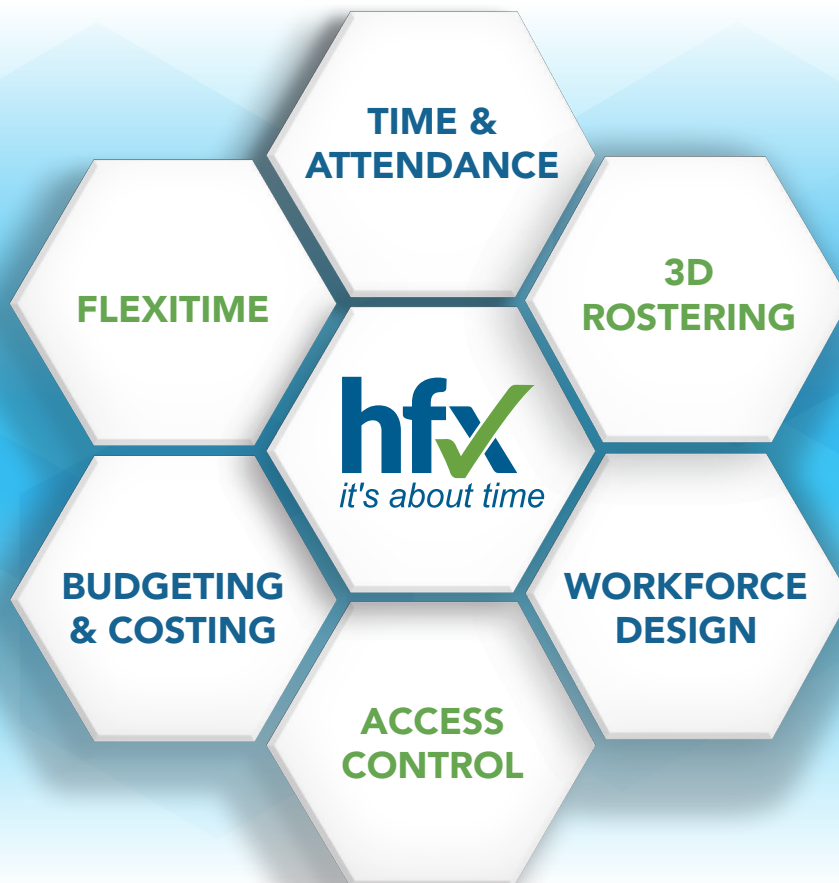 TIME &
ATTENDANCE
FLEXITIME
3D
ROSTERING
hfx
it's about time
BUDGETING
& COSTING
WORKFORCE
DESIGN
ACCESS
CONTROL